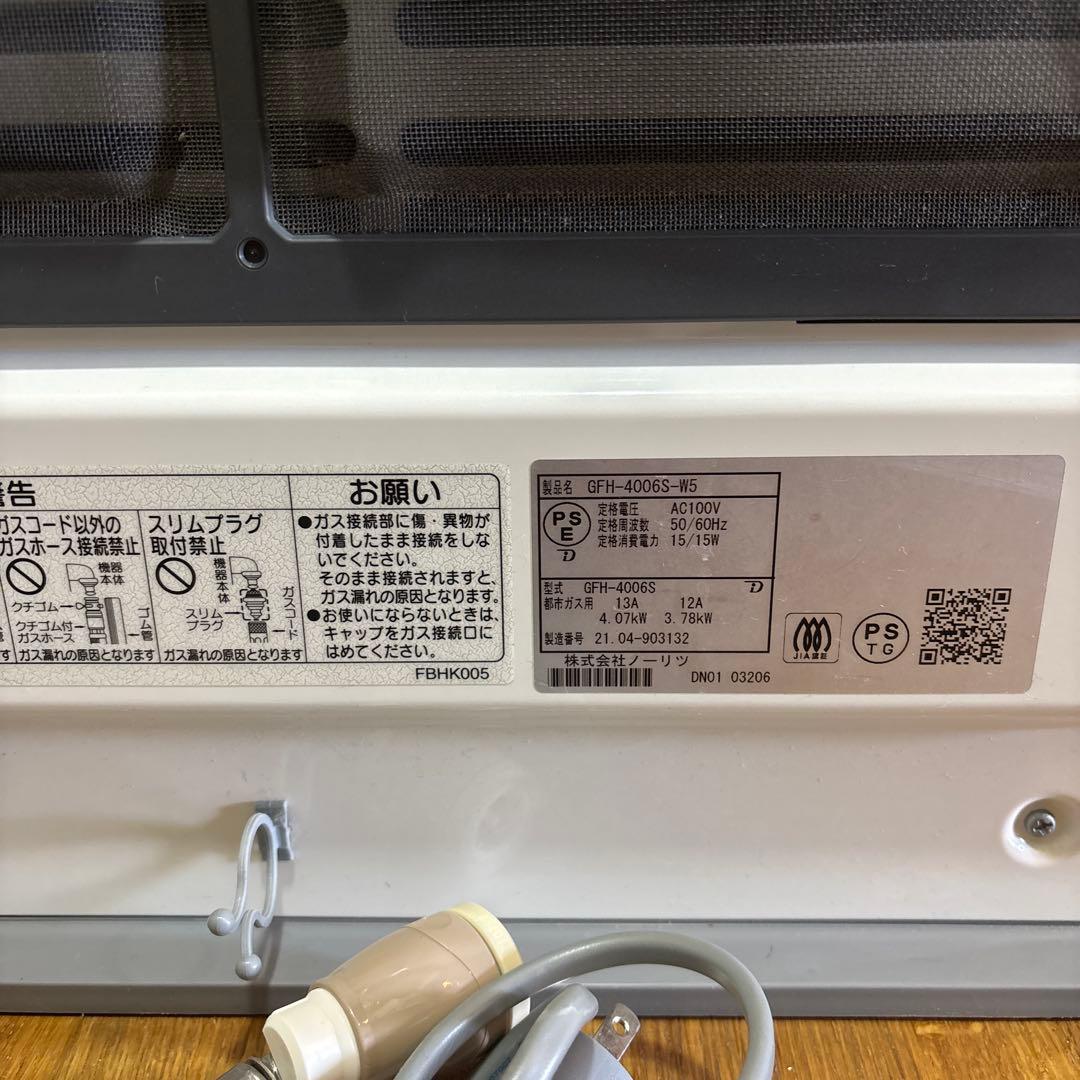 警告
ガスコード以外の
ガスホース接続禁止
機器
本体
クチゴム
クチゴム付
ガスホース
ゴム管
ガス漏れの原因となります
スリムプラグ
取付禁止
機器本体
スリム
プラグ
ガスコード
ガス漏れの原因となります
お願い
●ガス接続部に傷・異物が
付着したまま接続をしな
いでください。
そのまま接続されますと、
ガス漏れの原因となります。
●お使いにならないときは、
キャップをガス接続口に
はめてください。
FBHK005
製品名 GFH-4006S-W5
PS
E
定格電圧 AC100V
定格周波数 50/60Hz
定格消費電力 15/15W
型式 GFH-4006S
都市ガス用 13A 12A
4.07kW 3.78kW
製造番号 21.04-903132
株式会社ノーリツ
DN01 03206
JIA認証
PS
TG